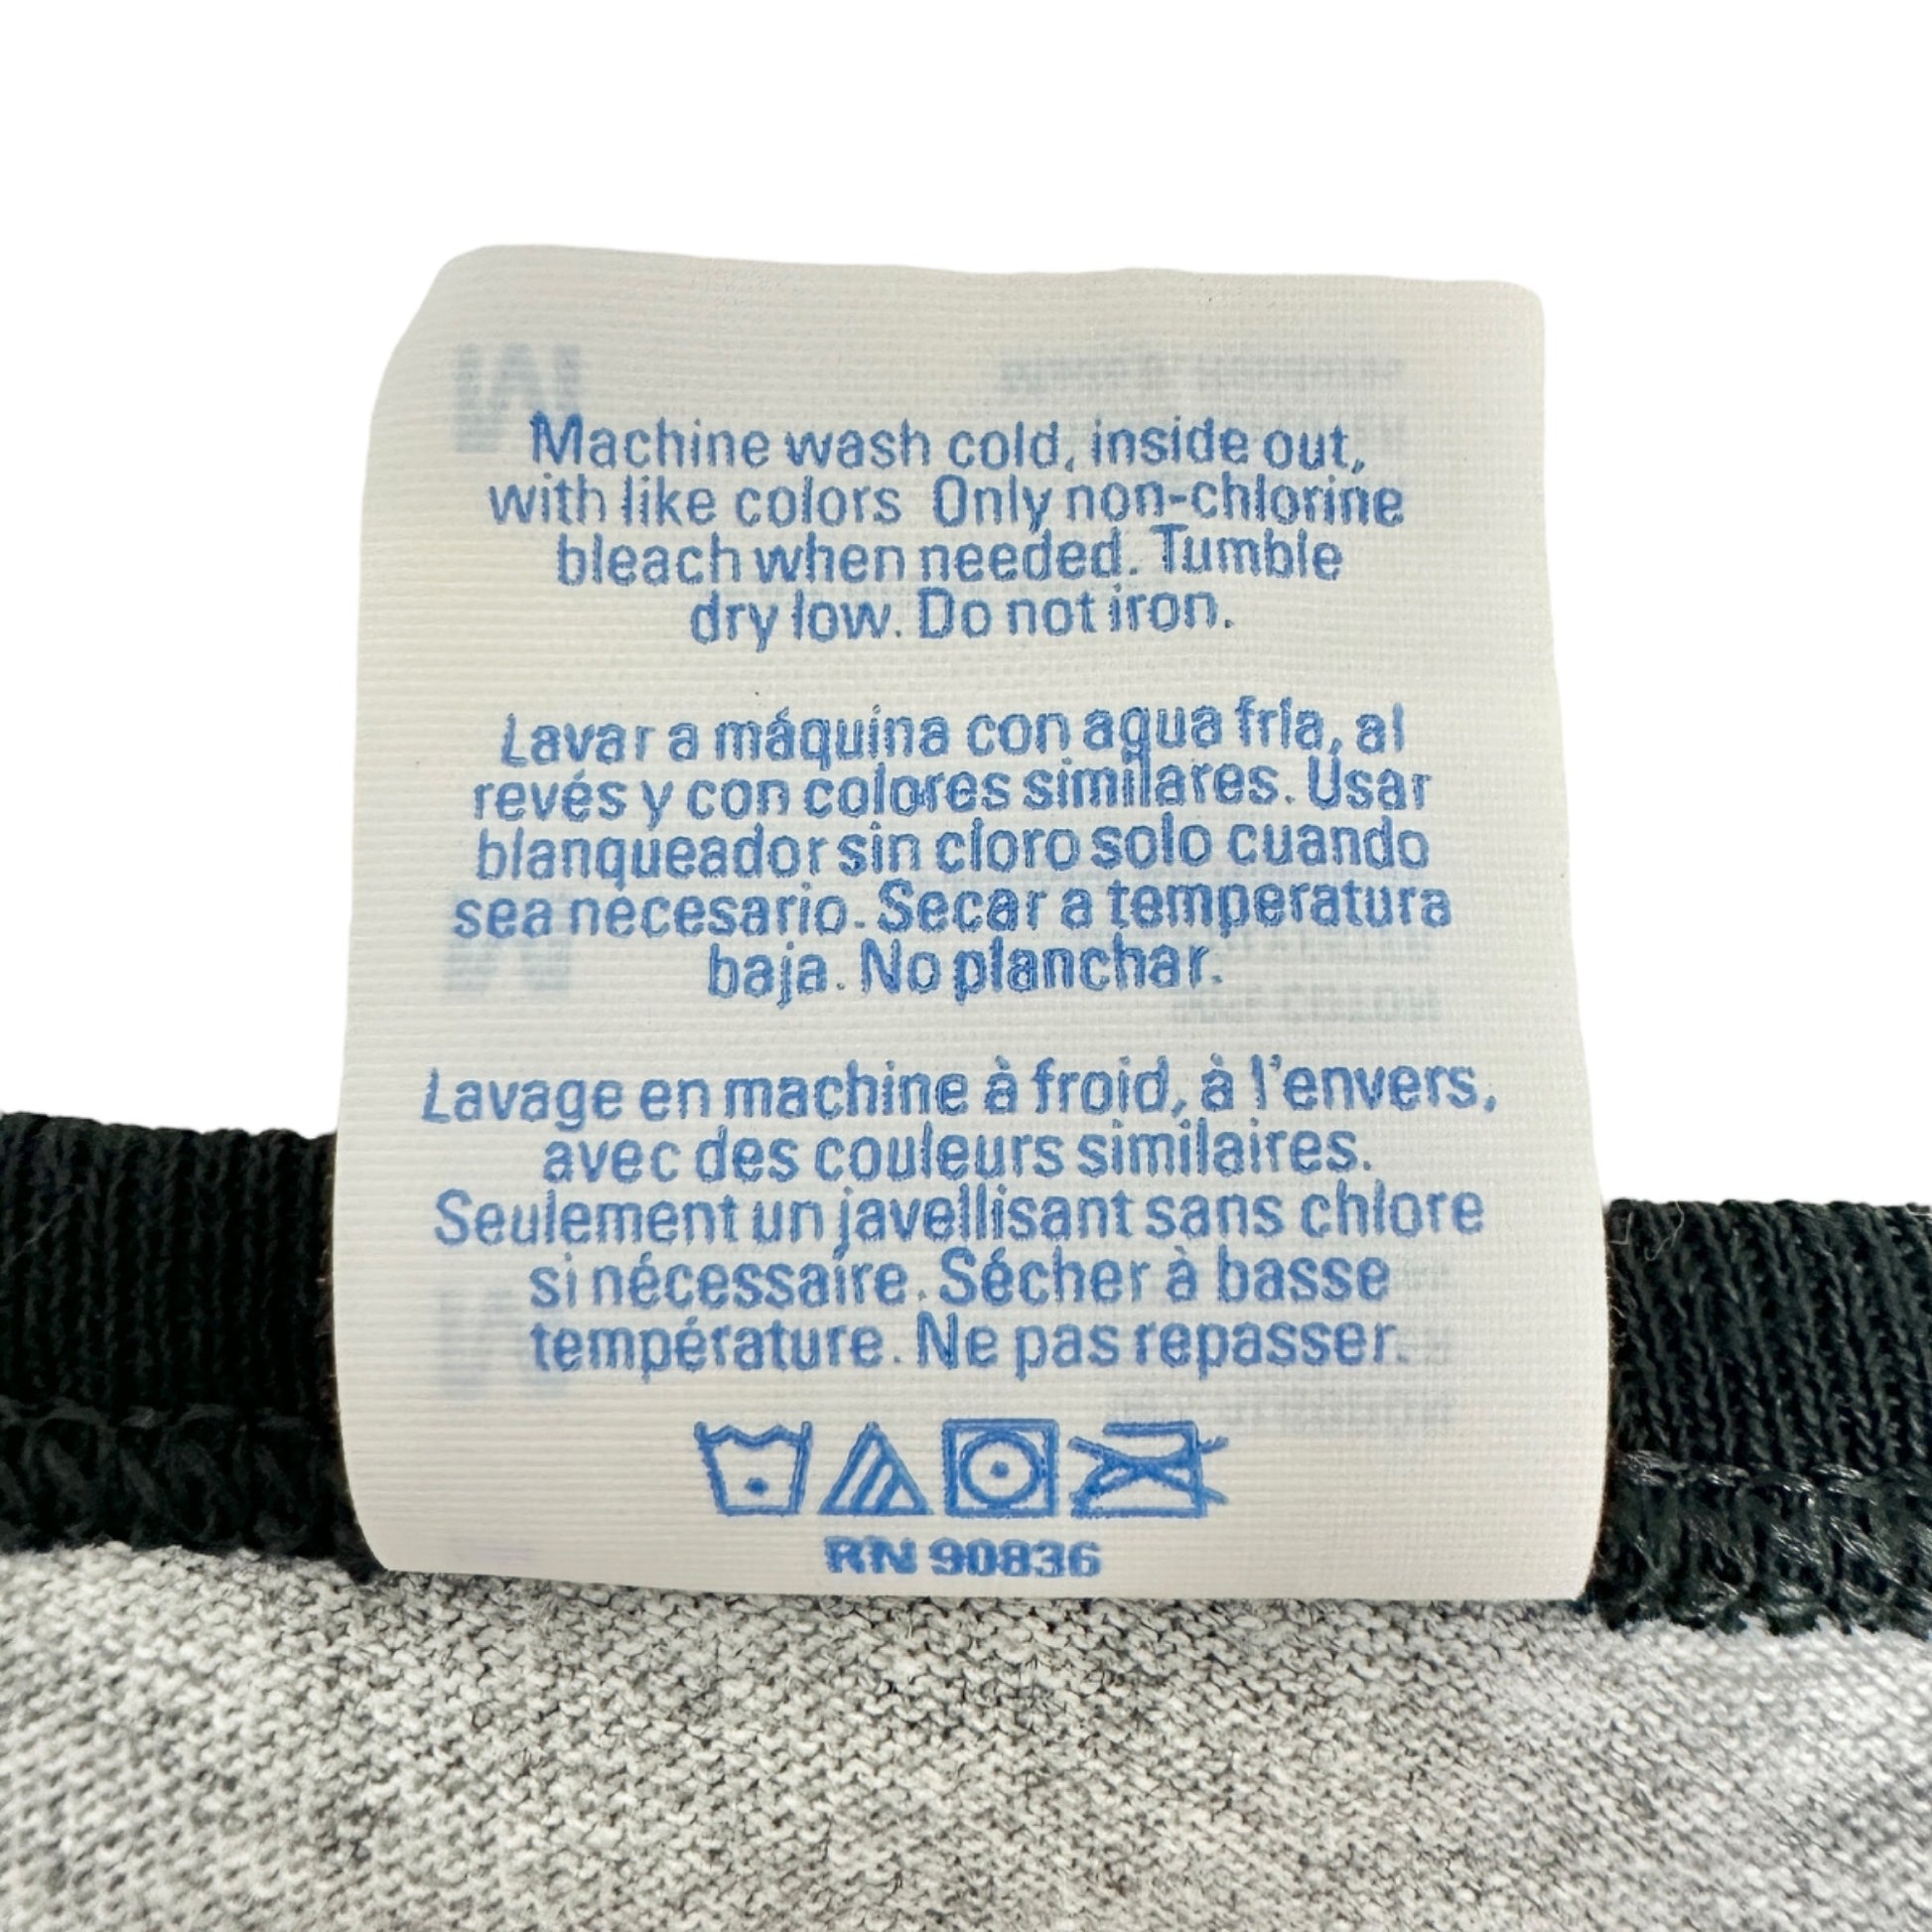 Machine wash cold, inside out,
with like colors Only non-chlorine
bleach when needed. Tumble
dry low. Do not iron.
Lavar a máquina con agua fría, al
revés y con colores similares. Usar
blanqueador sin cloro solo cuando
sea necesario. Secar a temperatura
baja. No planchar.
Lavage en machine à froid, à l'envers,
avec des couleurs similaires.
Seulement un javellisant sans chlore
si nécessaire. Sécher à basse
température. Ne pas repasser.
RN 90836